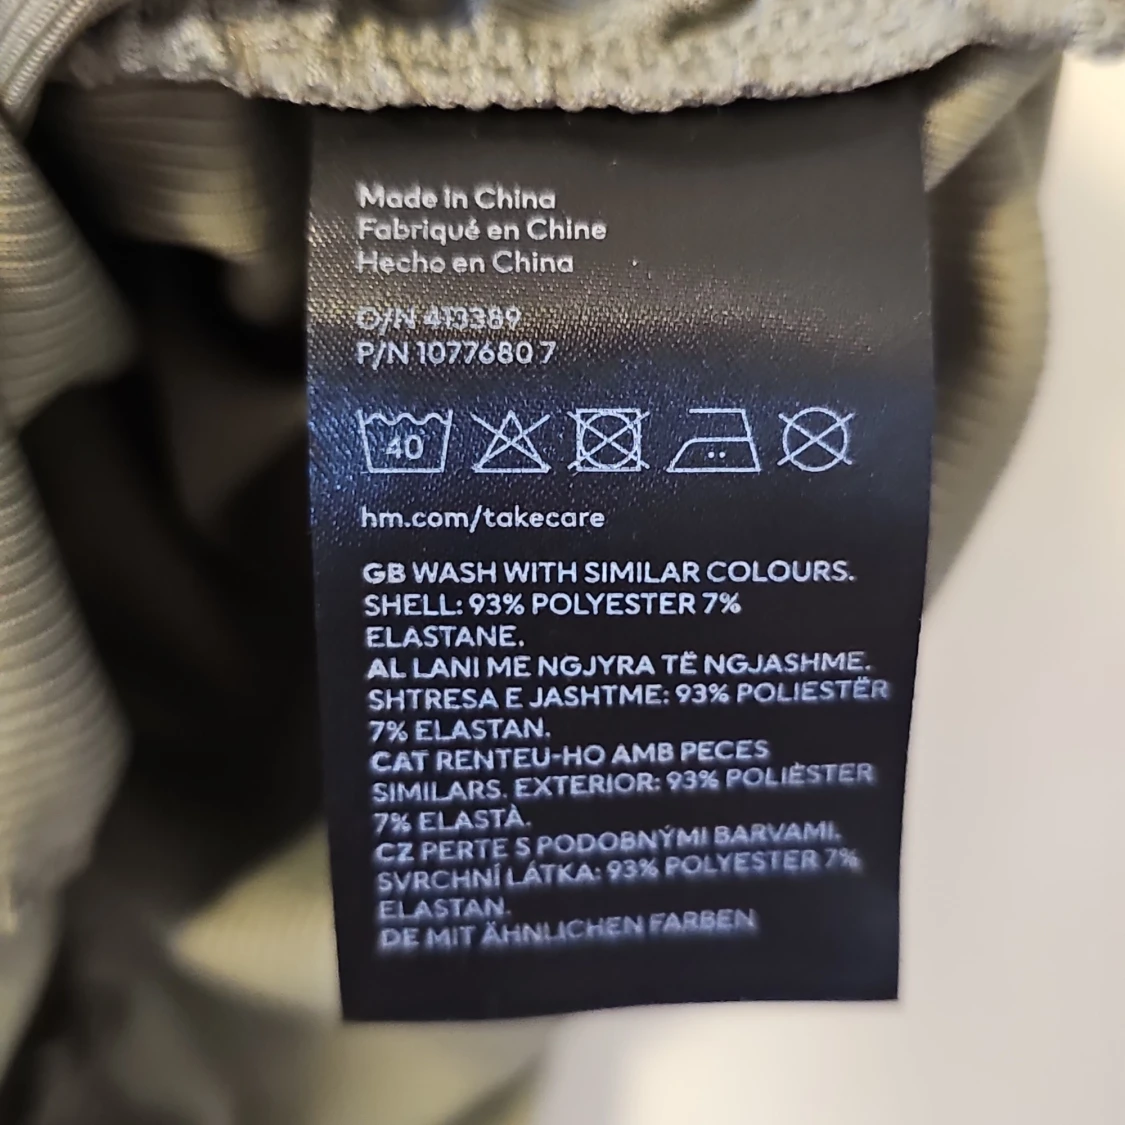 Made in China
Fabriqué en Chine
Hecho en China
O/N 413389
P/N 1077680 7
40
hm.com/takecare
GB WASH WITH SIMILAR COLOURS.
SHELL: 93% POLYESTER 7%
ELASTANE.
AL LANI ME NGJYRA TË NGJASHME.
SHTRESA E JASHTME: 93% POLIESTËR
7% ELASTAN.
CAT RENTEU-HO AMB PECES
SIMILARS. EXTERIOR: 93% POLIÈSTER
7% ELASTÀ.
CZ PERTE S PODOBNÝMI BARVAMI.
SVRCHNÍ LÁTKA: 93% POLYESTER 7%
ELASTAN.
DE MIT ÄHNLICHEN FARBEN